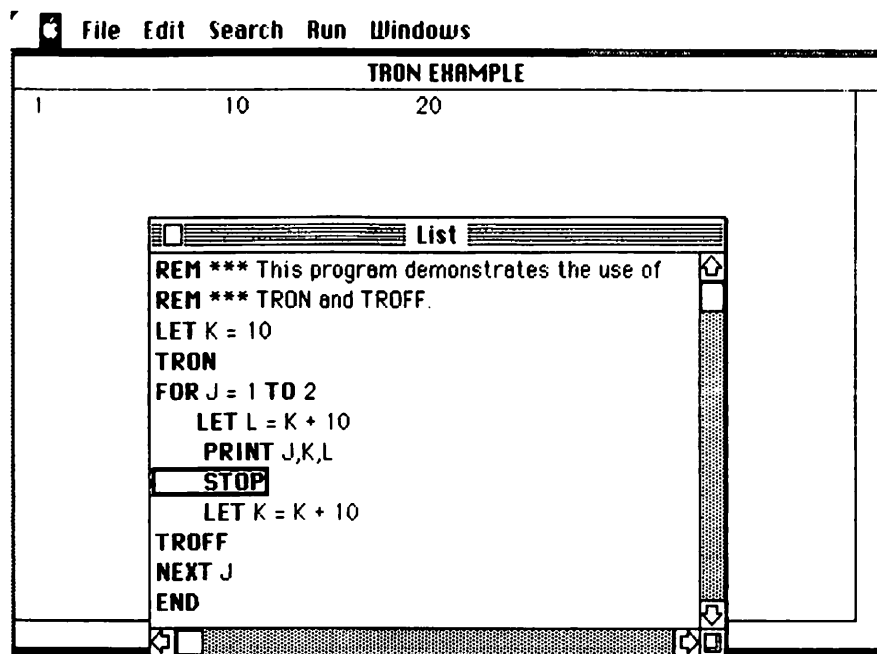 File Edit Search Run Windows
TRON EXAMPLE
1 10 20
List
REM *** This program demonstrates the use of
REM *** TRON and TROFF.
LET K = 10
TRON
FOR J = 1 TO 2
LET L = K + 10
PRINT J,K,L
STOP
LET K = K + 10
TROFF
NEXT J
END